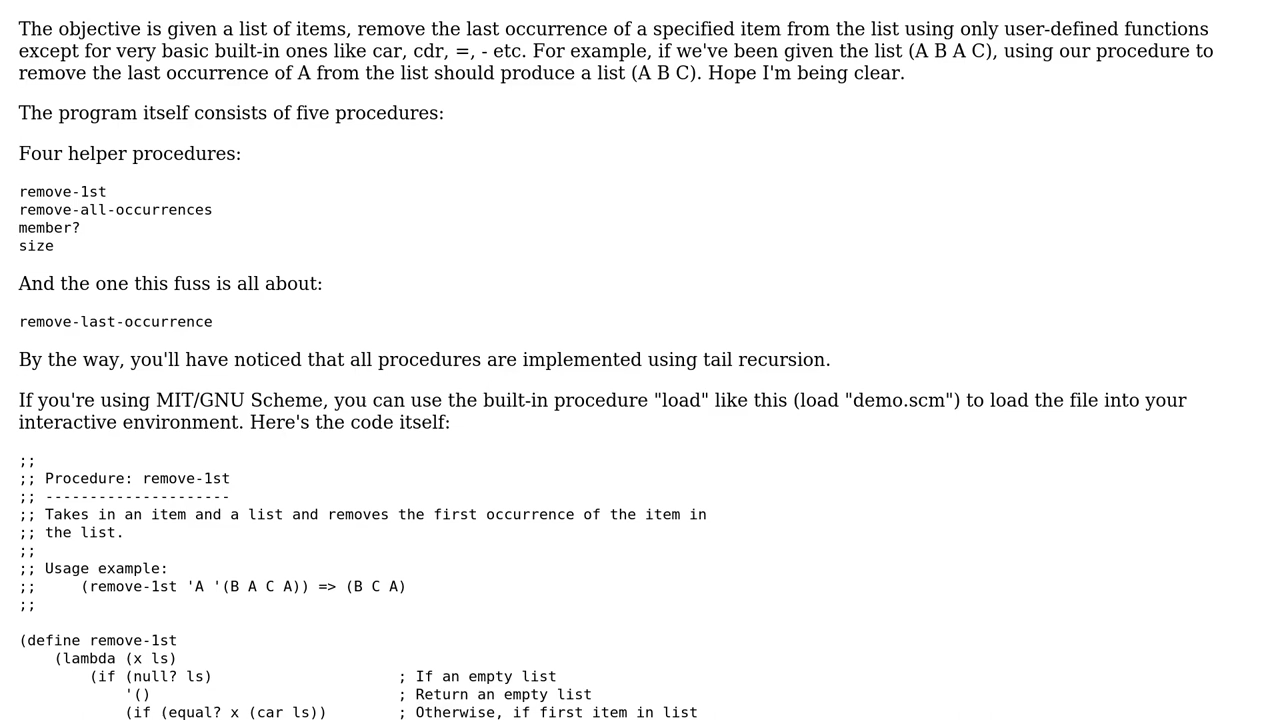 The objective is given a list of items, remove the last occurrence of a specified item from the list using only user-defined functions
except for very basic built-in ones like car, cdr, =, - etc. For example, if we've been given the list (A B A C), using our procedure to
remove the last occurrence of A from the list should produce a list (A B C). Hope I'm being clear.
The program itself consists of five procedures:
Four helper procedures:
remove-1st
remove-all-occurrences
member?
size
And the one this fuss is all about:
remove-last-occurrence
By the way, you'll have noticed that all procedures are implemented using tail recursion.
If you're using MIT/GNU Scheme, you can use the built-in procedure "load" like this (load "demo.scm") to load the file into your
interactive environment. Here's the code itself:
;;
;; Procedure: remove-1st
;; ---------------------
;; Takes in an item and a list and removes the first occurrence of the item in
;; the list.
;;
;; Usage example:
;;     (remove-1st 'A '(B A C A)) => (B C A)
;;
(define remove-1st
    (lambda (x ls)
        (if (null? ls)                     ; If an empty list
            '()                            ; Return an empty list
            (if (equal? x (car ls))        ; Otherwise, if first item in list